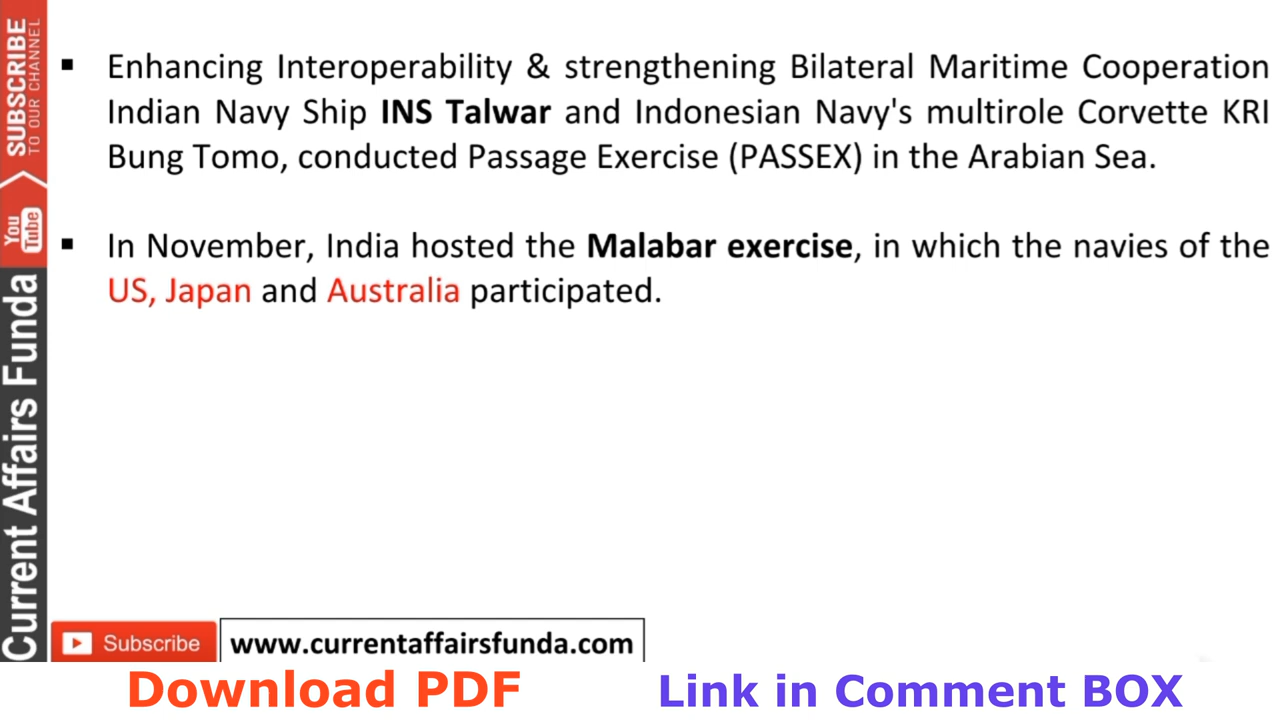 SUBSCRIBE
TO OUR CHANNEL
You
Tube
Current Affairs Funda
▪ Enhancing Interoperability & strengthening Bilateral Maritime Cooperation
Indian Navy Ship INS Talwar and Indonesian Navy's multirole Corvette KRI
Bung Tomo, conducted Passage Exercise (PASSEX) in the Arabian Sea.
▪ In November, India hosted the Malabar exercise, in which the navies of the
US, Japan and Australia participated.
Subscribe
www.currentaffairsfunda.com
Download PDF
Link in Comment BOX